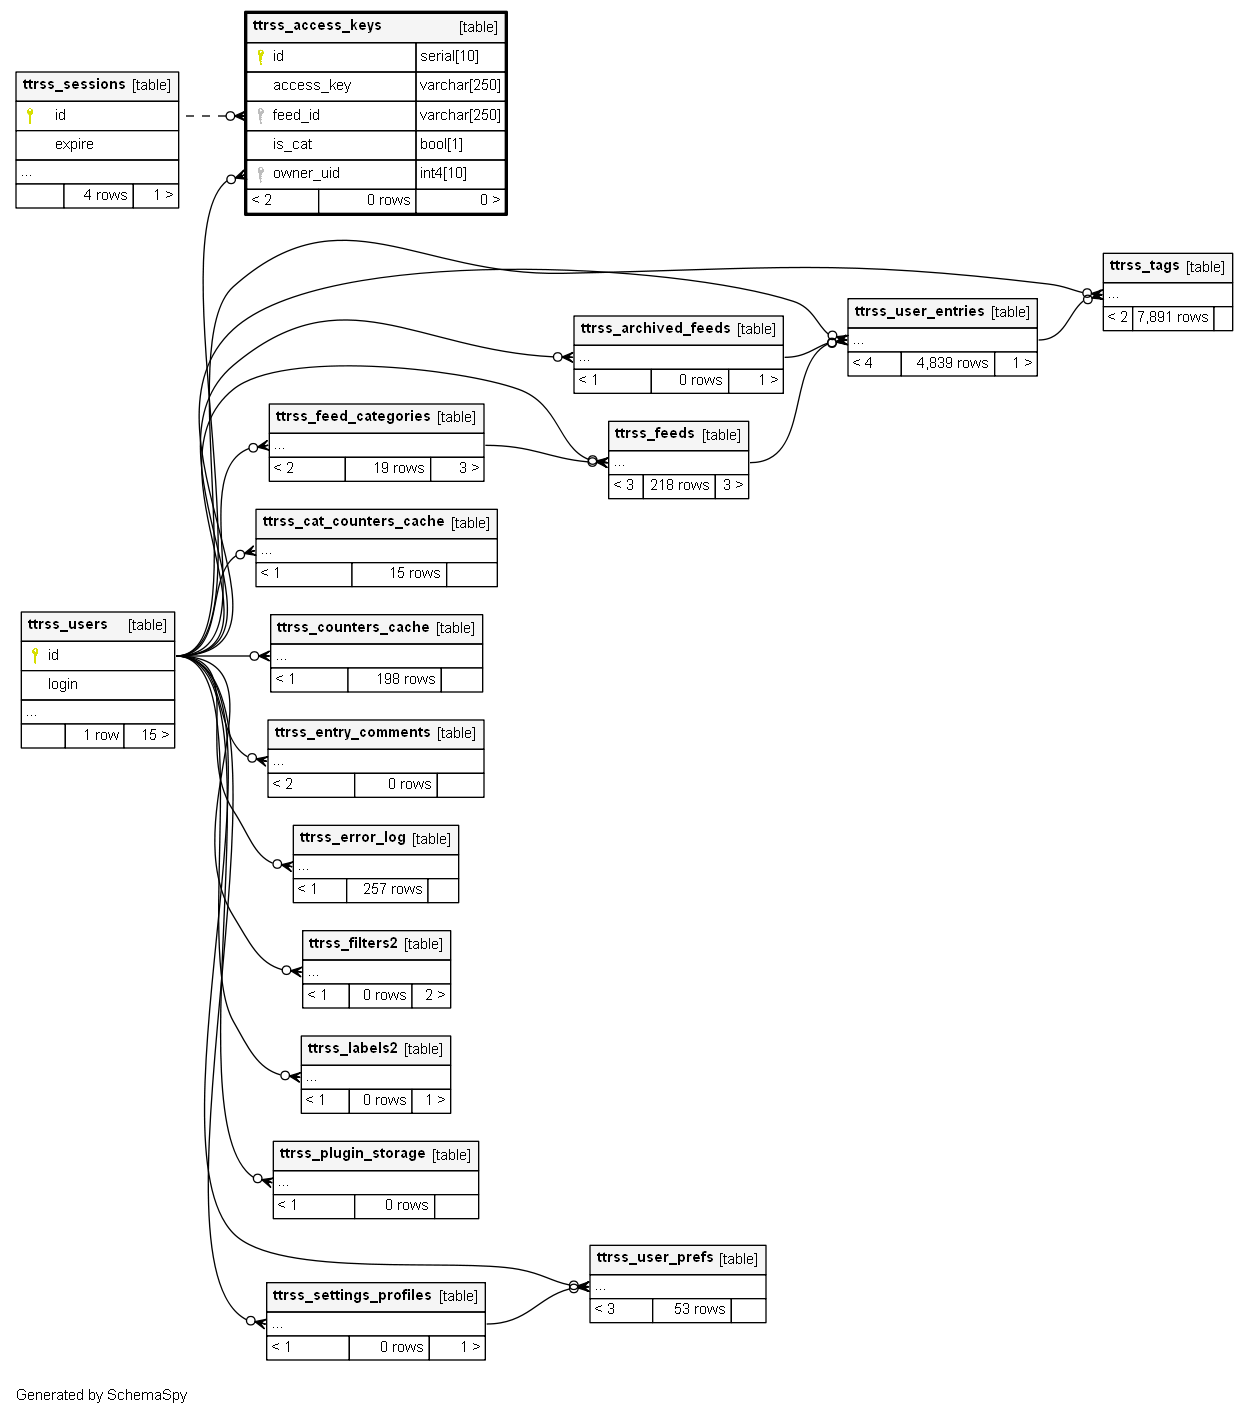 ttrss_access_keys [table]
id serial[10]
access_key varchar[250]
feed_id varchar[250]
is_cat bool[1]
owner_uid int4[10]
< 2 0 rows 0 >
ttrss_sessions [table]
id
expire
...
4 rows 1 >
ttrss_tags [table]
...
< 2 7,891 rows
ttrss_user_entries [table]
...
< 4 4,839 rows 1 >
ttrss_archived_feeds [table]
...
< 1 0 rows 1 >
ttrss_feed_categories [table]
...
< 2 19 rows 3 >
ttrss_feeds [table]
...
< 3 218 rows 3 >
ttrss_cat_counters_cache [table]
...
< 1 15 rows
ttrss_users [table]
id
login
...
1 row 15 >
ttrss_counters_cache [table]
...
< 1 198 rows
ttrss_entry_comments [table]
...
< 2 0 rows
ttrss_error_log [table]
...
< 1 257 rows
ttrss_filters2 [table]
...
< 1 0 rows 2 >
ttrss_labels2 [table]
...
< 1 0 rows 1 >
ttrss_plugin_storage [table]
...
< 1 0 rows
ttrss_user_prefs [table]
...
< 3 53 rows
ttrss_settings_profiles [table]
...
< 1 0 rows 1 >
Generated by SchemaSpy